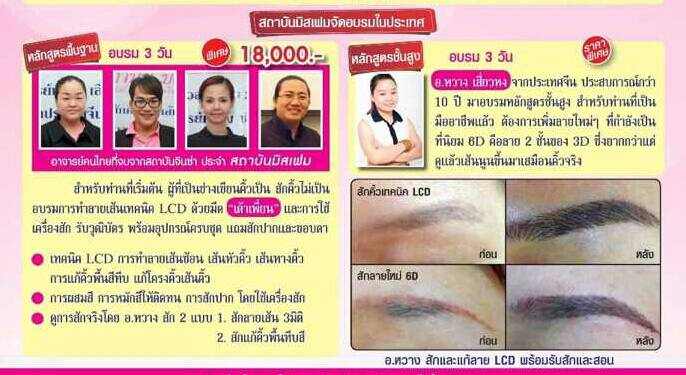 สถาบันมิสเฟมจัดอบรมในประเทศ
หลักสูตรพื้นฐาน อบรม 3 วัน พิเศษ 18,000.-
อาจารย์คนไทยที่จบจากสถาบันจินซ่า ประจำ สถาบันมิสเฟม
สำหรับท่านที่เริ่มต้น ผู้ที่เป็นช่างเขียนคิ้วเป็น สักคิ้วไม่เป็น
อบรมการทำลายเส้นเทคนิค LCD ด้วยมีด "เต้าเพี่ยน" และการใช้
เครื่องสัก รับวุฒิบัตร พร้อมอุปกรณ์ครบชุด แถมสักปากและขอบตา
● เทคนิค LCD การทำลายเส้นซ้อน เส้นหัวคิ้ว เส้นหางคิ้ว
การแก้คิ้วพื้นสีทึบ แก้โครงคิ้วเส้นคิ้ว
● การผสมสี การหมักสีให้ติดทน การสักปาก โดยใช้เครื่องสัก
● ดูการสักจริงโดย อ.หวาง สัก 2 แบบ 1. สักลายเส้น 3มิติ
2. สักแก้คิ้วพื้นทึบสี
หลักสูตรชั้นสูง อบรม 3 วัน ราคาพิเศษ
อ.หวาง เสี่ยวหง จากประเทศจีน ประสบการณ์กว่า
10 ปี มาอบรมหลักสูตรชั้นสูง สำหรับท่านที่เป็น
มืออาชีพแล้ว ต้องการเพิ่มลายใหม่ๆ ที่กำลังเป็น
ที่นิยม 6D คือลาย 2 ชั้นของ 3D ซึ่งยากกว่าแต่
ดูแล้วเส้นนูนขึ้นมาเสมือนคิ้วจริง
สักคิ้วเทคนิค LCD
ก่อน หลัง
สักลายใหม่ 6D
ก่อน หลัง
อ.หวาง สักและแก้ลาย LCD พร้อมรับสักและสอน